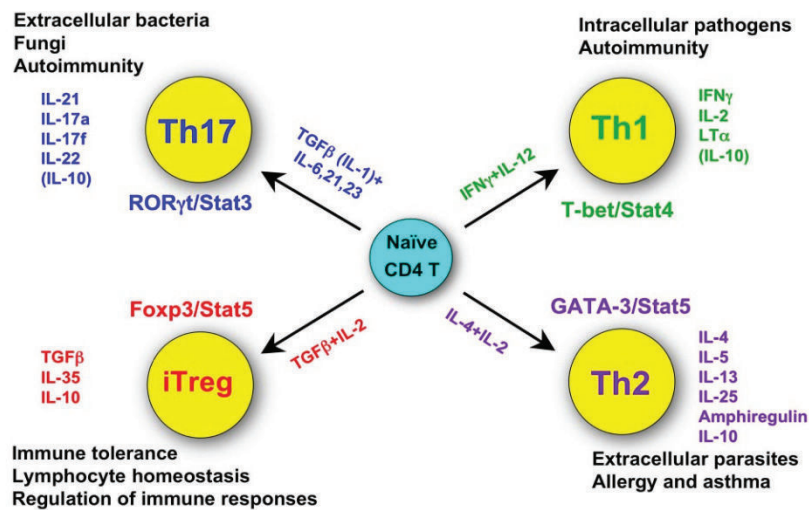 Extracellular bacteria
Fungi
Autoimmunity
IL-21
IL-17a
IL-17f
IL-22
(IL-10)
Th17
RORγt/Stat3
TGFβ (IL-1)+
IL-6,21,23
Intracellular pathogens
Autoimmunity
IFNγ+IL-12
Th1
T-bet/Stat4
IFNγ
IL-2
LTα
(IL-10)
Naïve
CD4 T
Foxp3/Stat5
TGFβ
IL-35
IL-10
iTreg
TGFβ+IL-2
Immune tolerance
Lymphocyte homeostasis
Regulation of immune responses
IL-4+IL-2
GATA-3/Stat5
Th2
IL-4
IL-5
IL-13
IL-25
Amphiregulin
IL-10
Extracellular parasites
Allergy and asthma